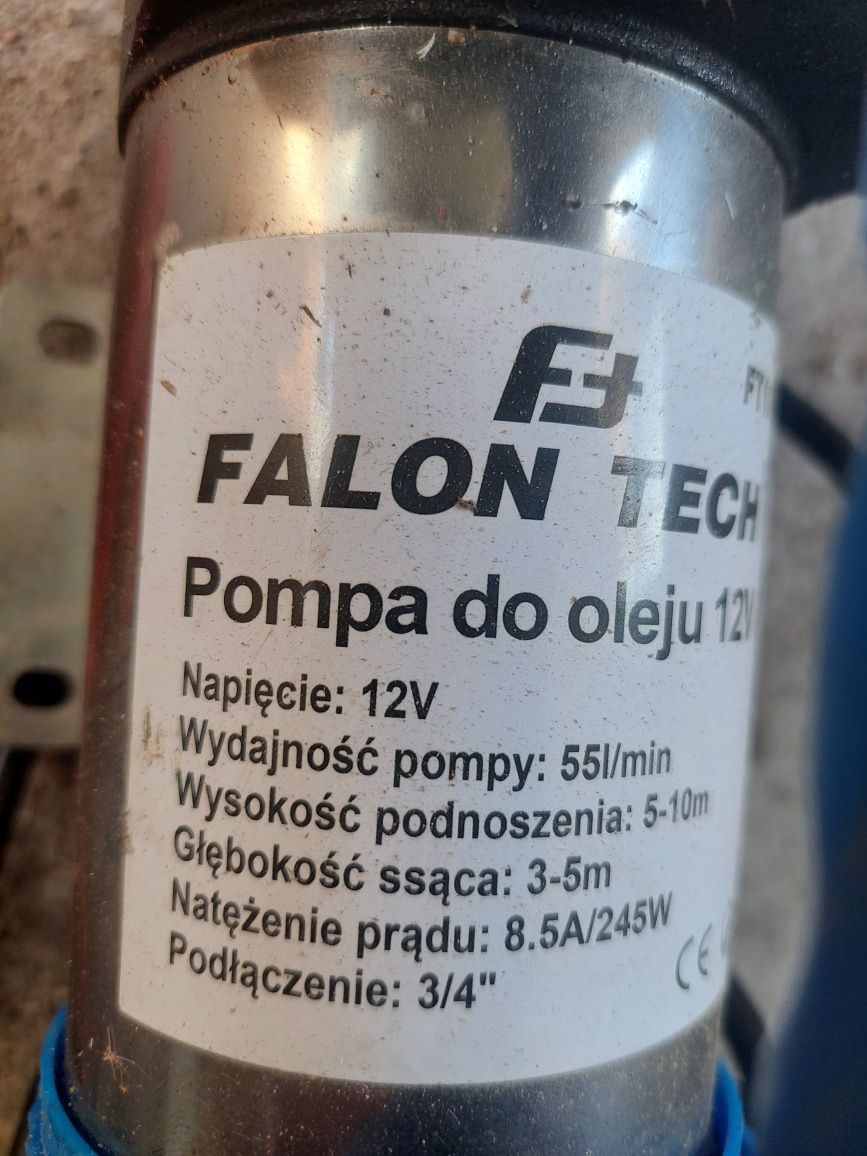 FALON TECH
Pompa do oleju 12V
Napięcie: 12V
Wydajność pompy: 55l/min
Wysokość podnoszenia: 5-10m
Głębokość ssąca: 3-5m
Natężenie prądu: 8.5A/245W
Podłączenie: 3/4"
CE